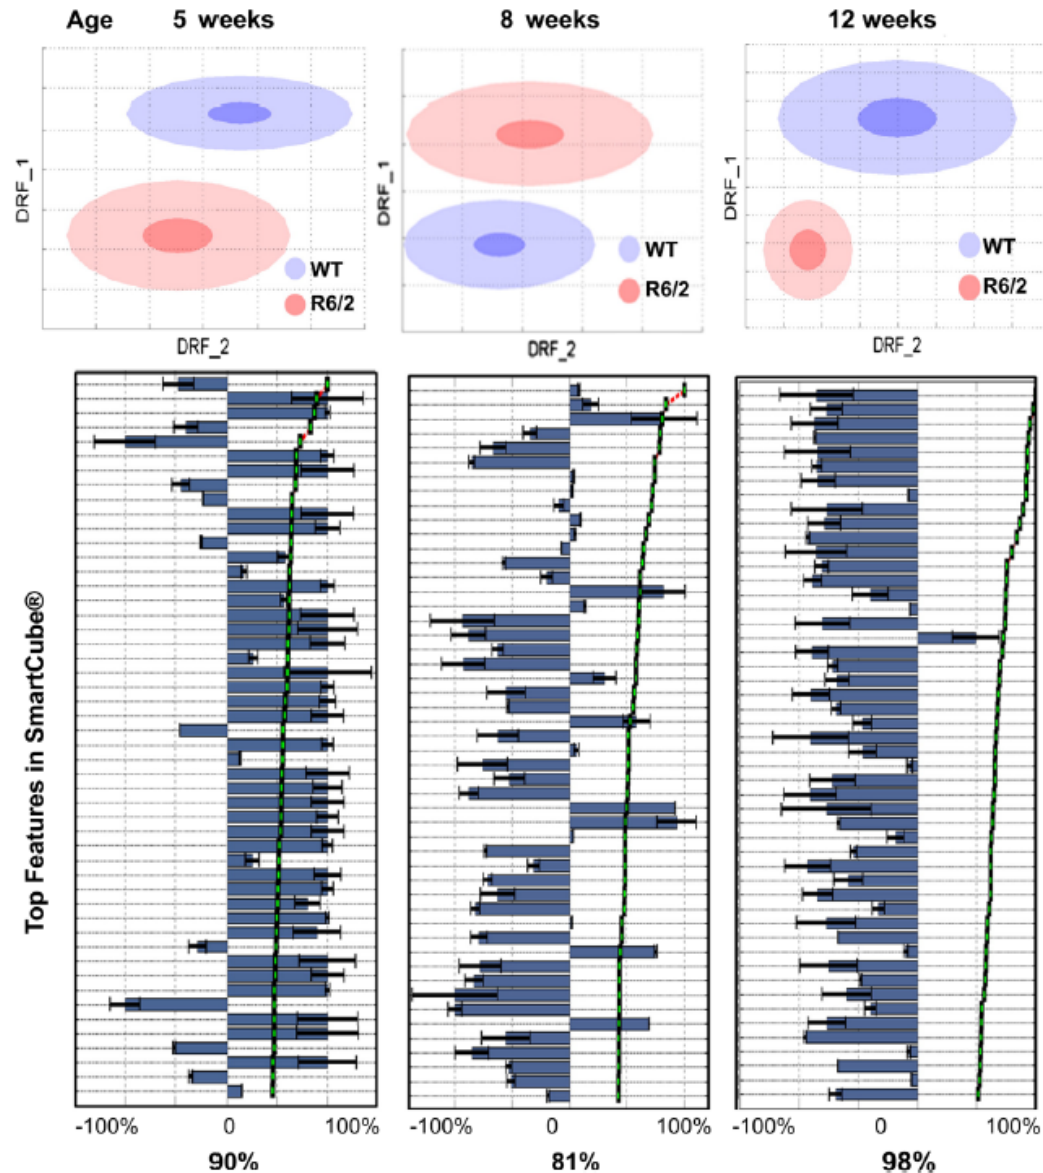 Age 5 weeks 8 weeks 12 weeks
DRF_1
WT
R6/2
DRF_2
DRF_1
WT
R6/2
DRF_2
DRF_1
WT
R6/2
DRF_2
Top Features in SmartCube®
-100% 0 100%
-100% 0 100%
-100% 0 100%
90% 81% 98%